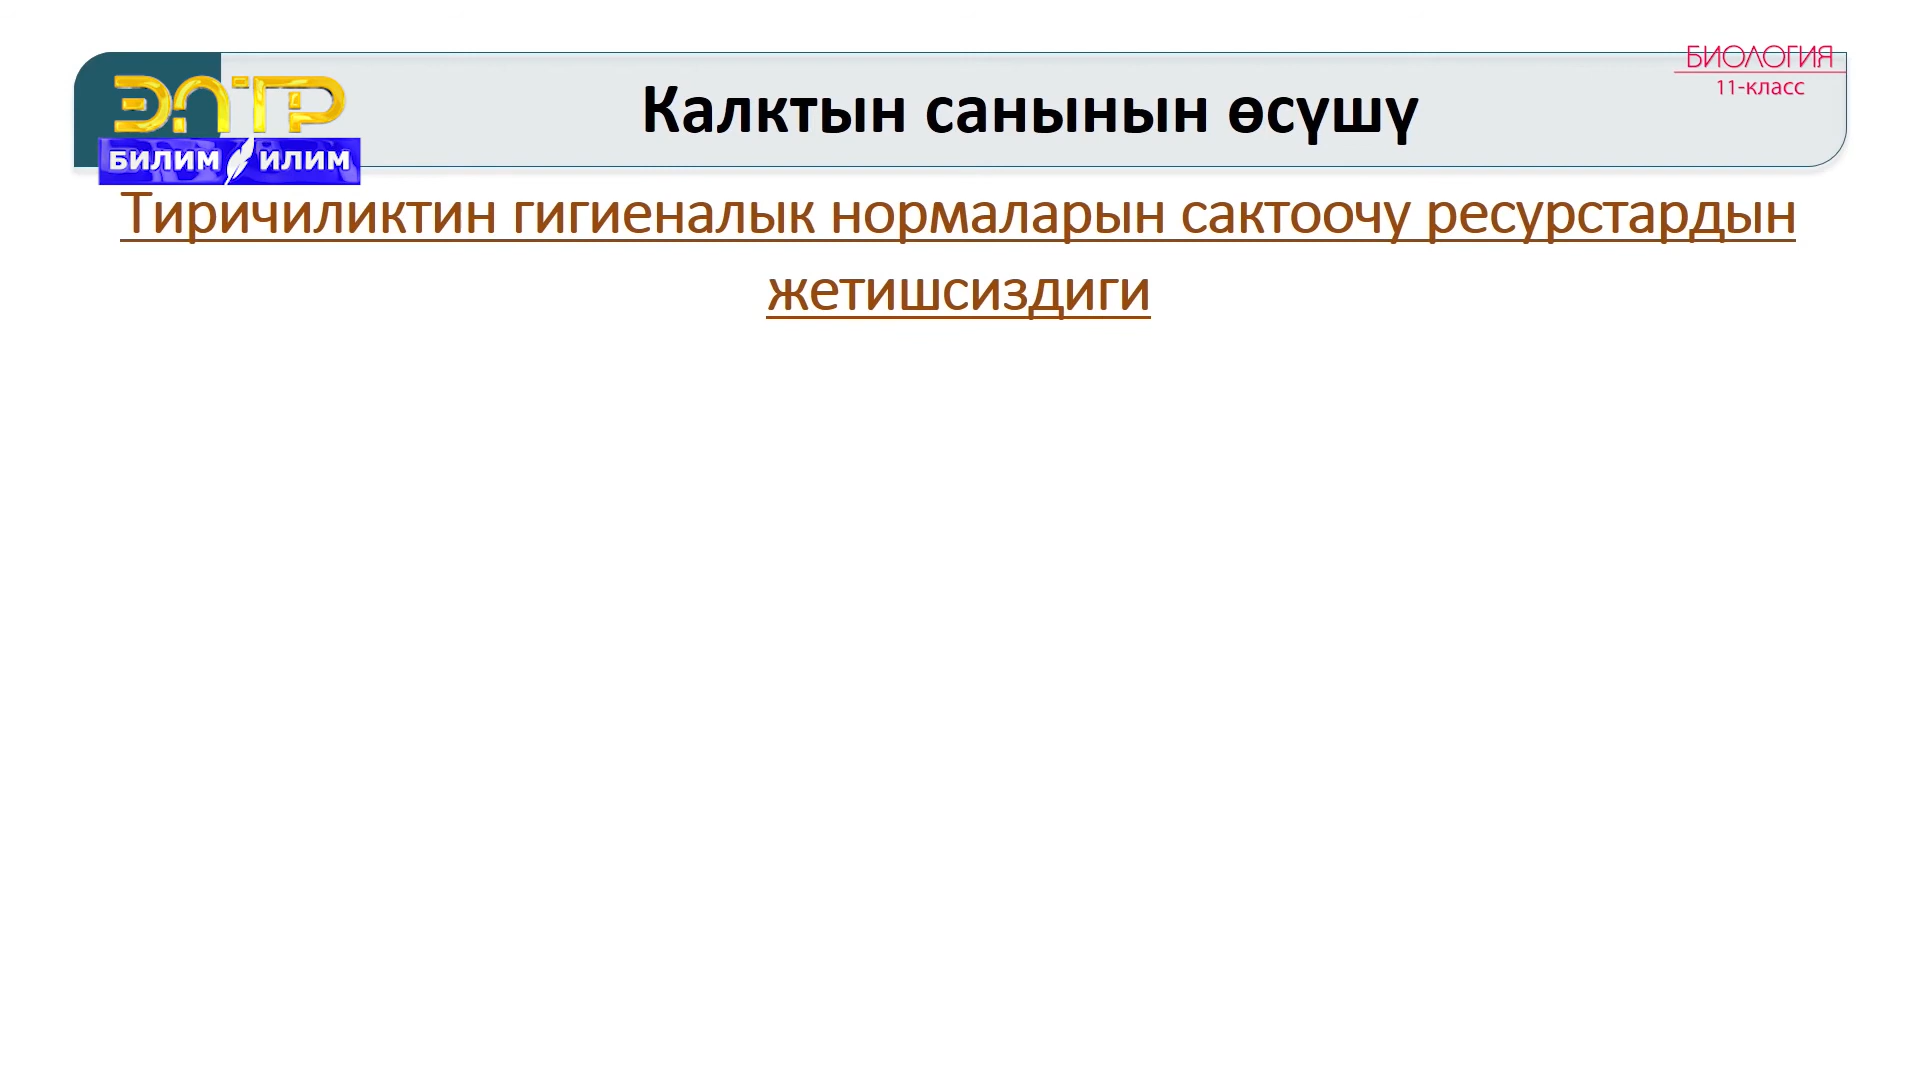 БИОЛОГИЯ
11-класс
ЭЛТР
БИЛИМ ИЛИМ
Калктын санынын өсүшү
Тиричиликтин гигиеналык нормаларын сактоочу ресурстардын
жетишсиздиги